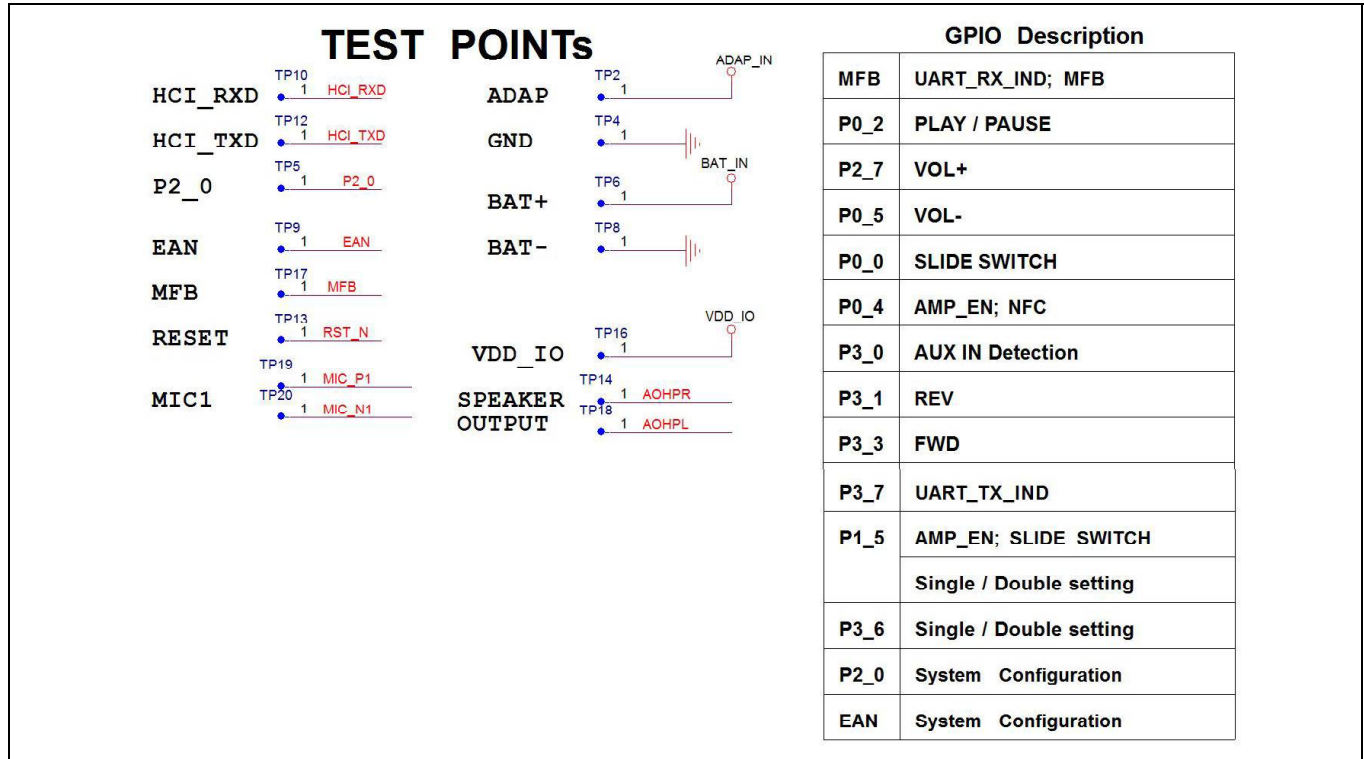 TEST POINTs
TP10
HCI_RXD 1 HCI_RXD
TP12
HCI_TXD 1 HCI_TXD
TP5
P2_0 1 P2_0
TP9
EAN 1 EAN
TP17
MFB 1 MFB
TP13
RESET 1 RST_N
TP19
1 MIC_P1
MIC1
TP20
1 MIC_N1
ADAP_IN
TP2
ADAP 1
TP4
GND 1
BAT_IN
TP6
BAT+ 1
TP8
BAT- 1
VDD_IO
TP16
VDD_IO 1
TP14
SPEAKER 1 AOHPR
TP18
OUTPUT 1 AOHPL
GPIO Description
MFB UART_RX_IND; MFB
P0_2 PLAY / PAUSE
P2_7 VOL+
P0_5 VOL-
P0_0 SLIDE SWITCH
P0_4 AMP_EN; NFC
P3_0 AUX IN Detection
P3_1 REV
P3_3 FWD
P3_7 UART_TX_IND
P1_5 AMP_EN; SLIDE SWITCH
Single / Double setting
P3_6 Single / Double setting
P2_0 System Configuration
EAN System Configuration